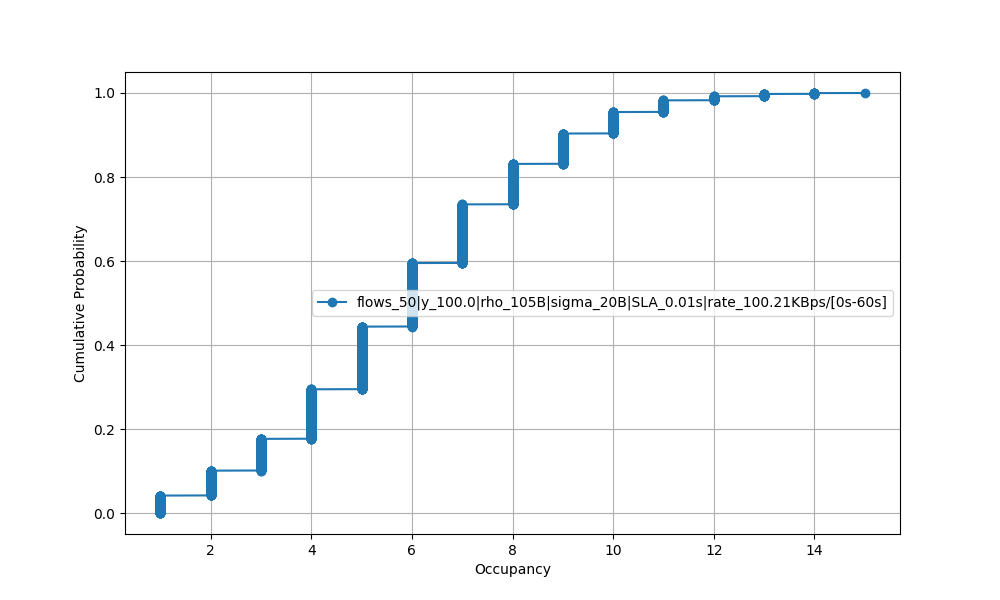 1.0
0.8
0.6
0.4
0.2
0.0
Cumulative Probability
flows_50|y_100.0|rho_105B|sigma_20B|SLA_0.01s|rate_100.21KBps/[0s-60s]
2 4 6 8 10 12 14
Occupancy